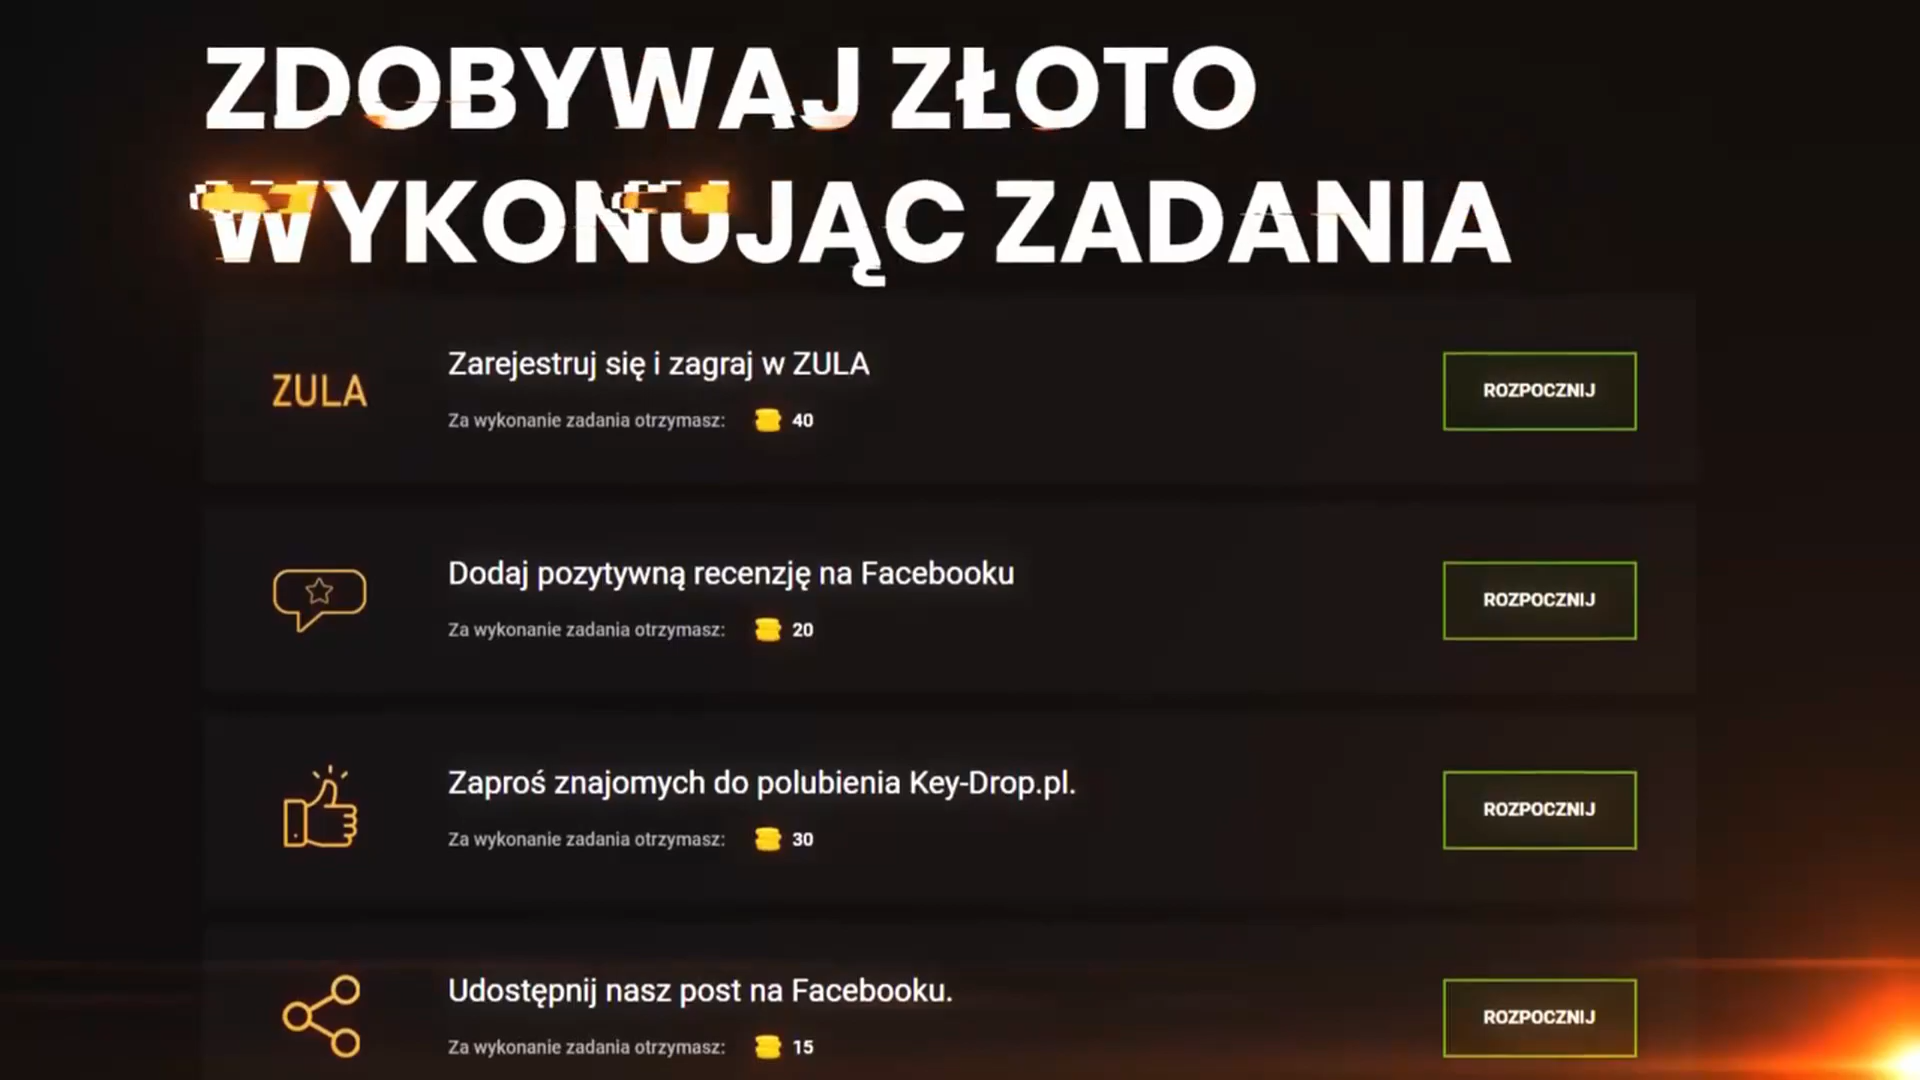 ZDOBYWAJ ZŁOTO
WYKONUJĄC ZADANIA
ZULA
Zarejestruj się i zagraj w ZULA
Za wykonanie zadania otrzymasz: 40
ROZPOCZNIJ
Dodaj pozytywną recenzję na Facebooku
Za wykonanie zadania otrzymasz: 20
ROZPOCZNIJ
Zaproś znajomych do polubienia Key-Drop.pl.
Za wykonanie zadania otrzymasz: 30
ROZPOCZNIJ
Udostępnij nasz post na Facebooku.
Za wykonanie zadania otrzymasz: 15
ROZPOCZNIJ